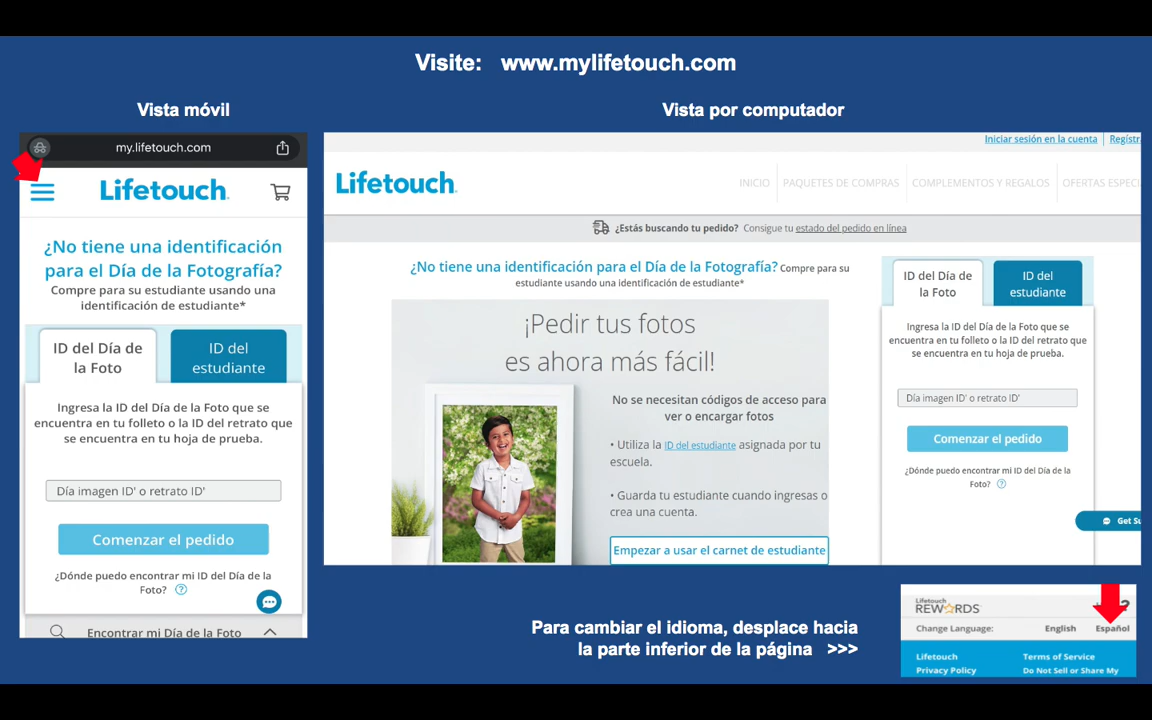 Visite: www.mylifetouch.com
Vista móvil
my.lifetouch.com
Lifetouch
¿No tiene una identificación
para el Día de la Fotografía?
Compre para su estudiante usando una
identificación de estudiante*
ID del Día de
la Foto
ID del
estudiante
Ingresa la ID del Día de la Foto que se
encuentra en tu folleto o la ID del retrato que
se encuentra en tu hoja de prueba.
Día imagen ID' o retrato ID'
Comenzar el pedido
¿Dónde puedo encontrar mi ID del Día de la
Foto? ?
Encontrar mi Día de la Foto
Vista por computador
Iniciar sesión en la cuenta
Lifetouch
INICIO
PAQUETES DE COMPRAS
COMPLEMENTOS Y REGALOS
OFERTAS
¿Estás buscando tu pedido? Consigue tu estado del pedido en línea
¿No tiene una identificación para el Día de la Fotografía? Compre para su
estudiante usando una identificación de estudiante*
¡Pedir tus fotos
es ahora más fácil!
No se necesitan códigos de acceso para
ver o encargar fotos
• Utiliza la ID del estudiante asignada por tu
escuela.
• Guarda tu estudiante cuando ingresas o
crea una cuenta.
Empezar a usar el carnet de estudiante
ID del Día de
la Foto
ID del
estudiante
Ingresa la ID del Día de la Foto que se
encuentra en tu folleto o la ID del retrato que
se encuentra en tu hoja de prueba.
Día imagen ID' o retrato ID'
Comenzar el pedido
¿Dónde puedo encontrar mi ID del Día de la
Foto? ?
Get
Para cambiar el idioma, desplace hacia
la parte inferior de la página >>>
Lifetouch
REWARDS
Change Language:
English
Español
Lifetouch
Terms of Service
Privacy Policy
Do Not Sell or Share My